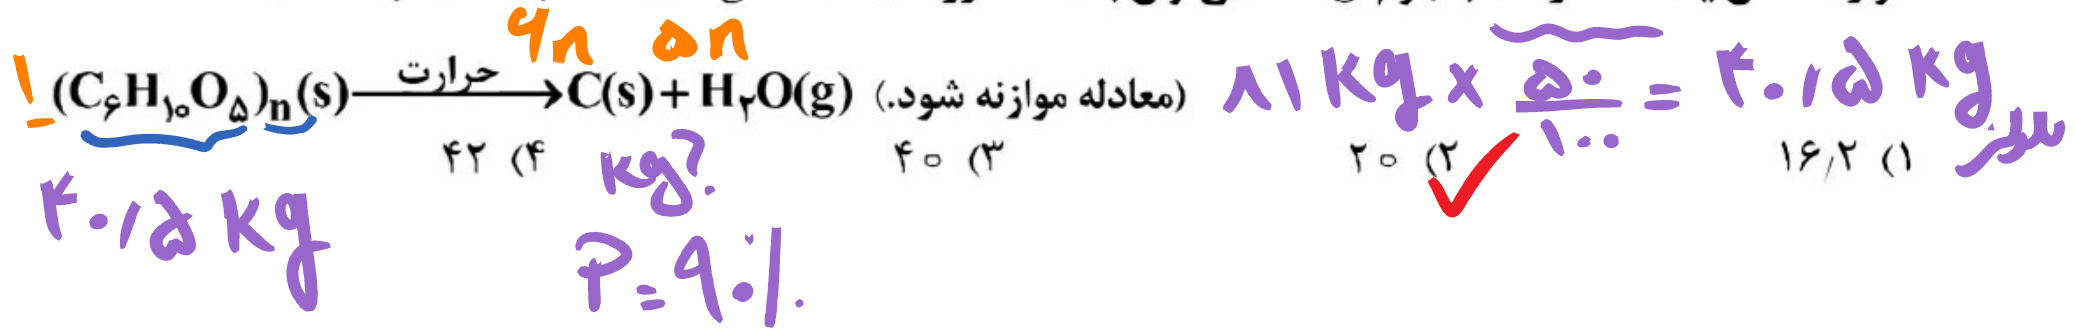 ۶n ۵n
! (C۶H۱۰O۵)n(s) حرارت → C(s) + H۲O(g) (معادله موازنه شود.) ۸۱ kg × ۵۰/۱۰۰ = ۴۰/۵ kg
۱) ۱۶٫۲ ۲) ۲۰ ۳) ۴۰ ۴) ۴۲
۴۰/۵ kg kg?
P = ۹۰٪